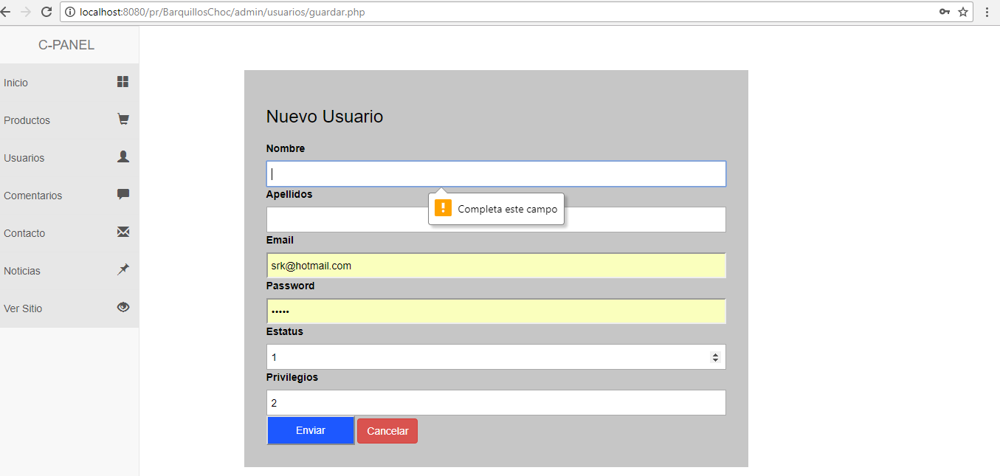 localhost:8080/pr/BarquillosChoc/admin/usuarios/guardar.php
C-PANEL
Inicio
Productos
Usuarios
Comentarios
Contacto
Noticias
Ver Sitio
Nuevo Usuario
Nombre
Completa este campo
Apellidos
Email
srk@hotmail.com
Password
•••••
Estatus
1
Privilegios
2
Enviar Cancelar